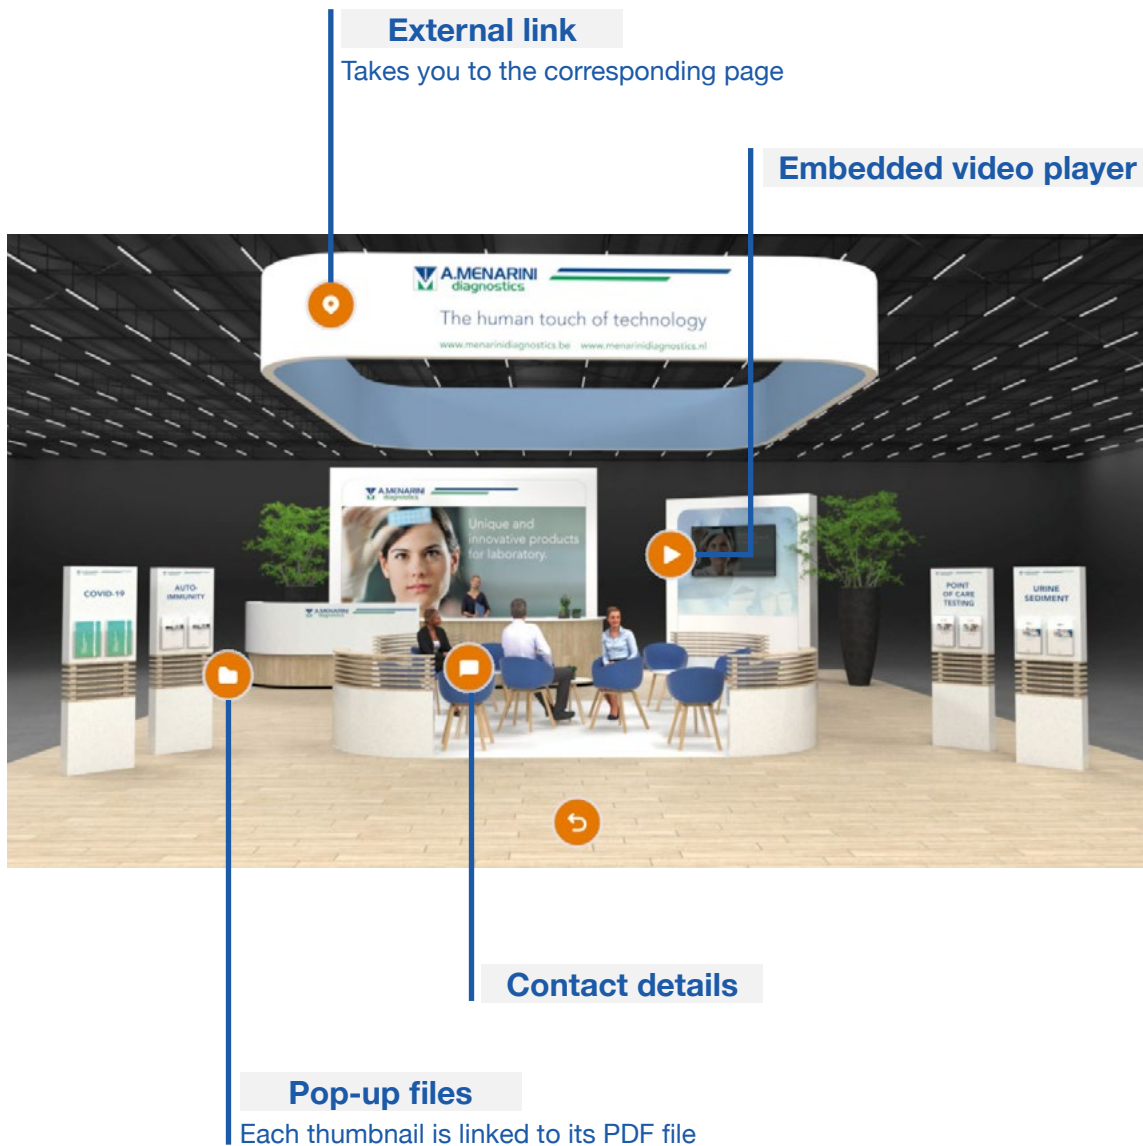 External link
Takes you to the corresponding page
Embedded video player
A.MENARINI
diagnostics
The human touch of technology
www.menarinidiagnostics.be www.menarinidiagnostics.nl
A.MENARINI
diagnostics
Unique and
innovative products
for laboratory.
COVID-19
AUTO-
IMMUNITY
A.MENARINI
POINT
OF CARE
TESTING
URINE
SEDIMENT
Contact details
Pop-up files
Each thumbnail is linked to its PDF file